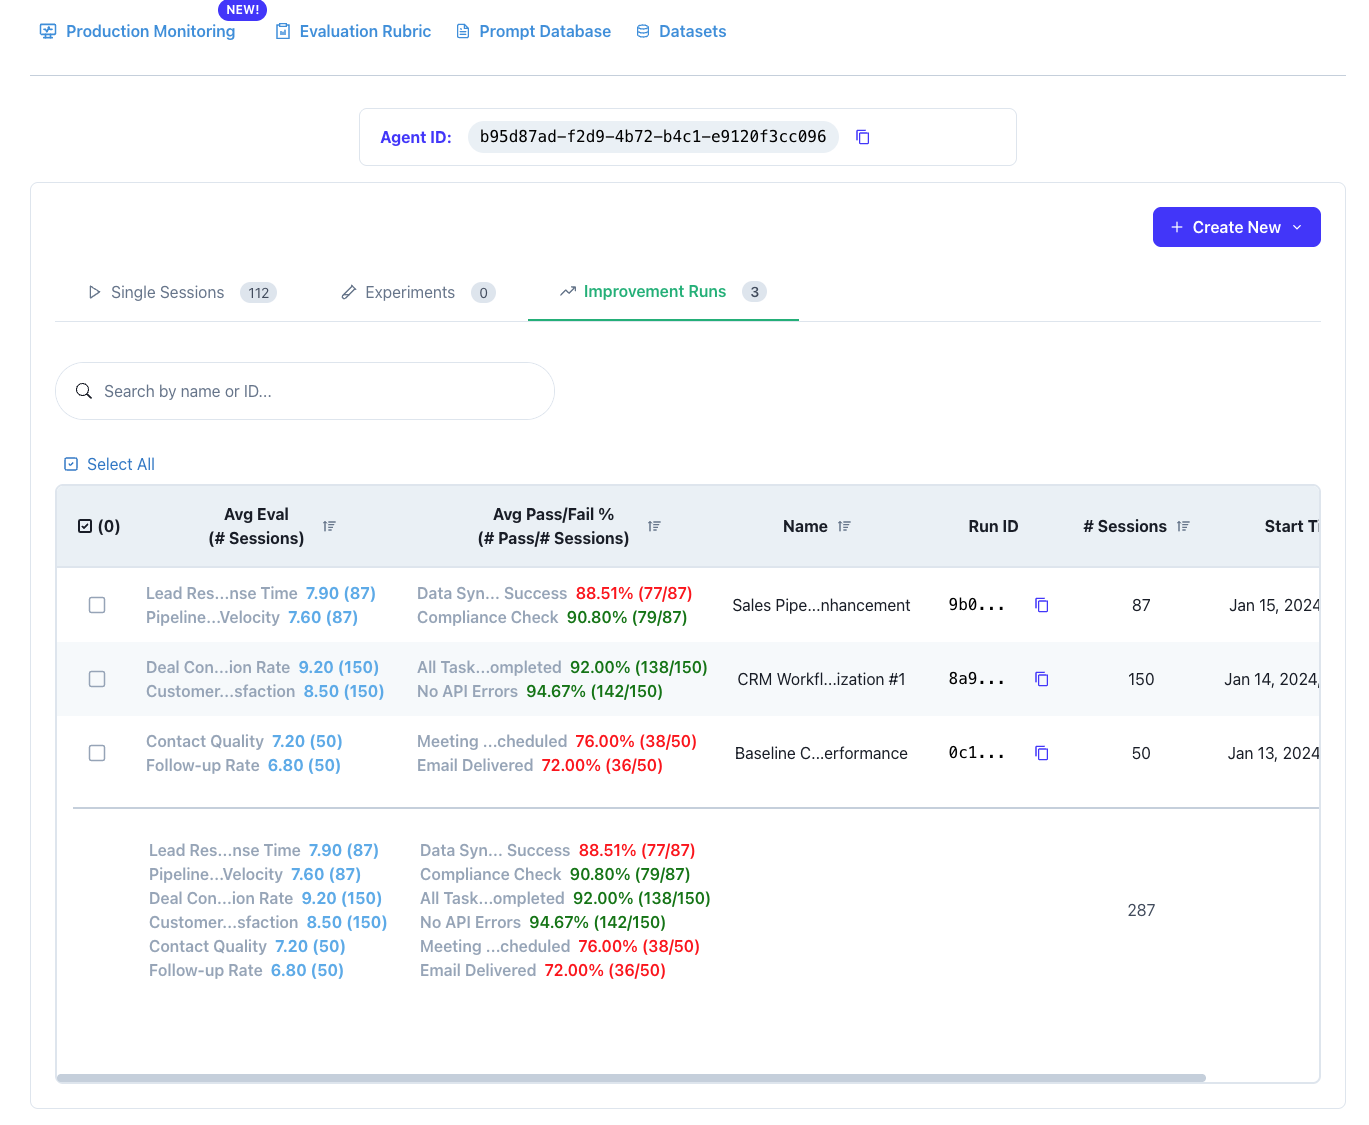 NEW!
Production Monitoring Evaluation Rubric Prompt Database Datasets
Agent ID: b95d87ad-f2d9-4b72-b4c1-e9120f3cc096
Create New
Single Sessions 112 Experiments 0 Improvement Runs 3
Search by name or ID...
Select All
(0) Avg Eval (# Sessions) Avg Pass/Fail % (# Pass/# Sessions) Name Run ID # Sessions Start T
Lead Res...nse Time 7.90 (87) Data Syn... Success 88.51% (77/87)
Pipeline...Velocity 7.60 (87) Compliance Check 90.80% (79/87)
Sales Pipe...nhancement 9b0... 87 Jan 15, 2024
Deal Con...ion Rate 9.20 (150) All Task...ompleted 92.00% (138/150)
Customer...sfaction 8.50 (150) No API Errors 94.67% (142/150)
CRM Workfl...ization #1 8a9... 150 Jan 14, 2024,
Contact Quality 7.20 (50) Meeting ...cheduled 76.00% (38/50)
Follow-up Rate 6.80 (50) Email Delivered 72.00% (36/50)
Baseline C...erformance 0c1... 50 Jan 13, 2024
Lead Res...nse Time 7.90 (87) Data Syn... Success 88.51% (77/87)
Pipeline...Velocity 7.60 (87) Compliance Check 90.80% (79/87)
Deal Con...ion Rate 9.20 (150) All Task...ompleted 92.00% (138/150)
Customer...sfaction 8.50 (150) No API Errors 94.67% (142/150)
Contact Quality 7.20 (50) Meeting ...cheduled 76.00% (38/50)
Follow-up Rate 6.80 (50) Email Delivered 72.00% (36/50)
287